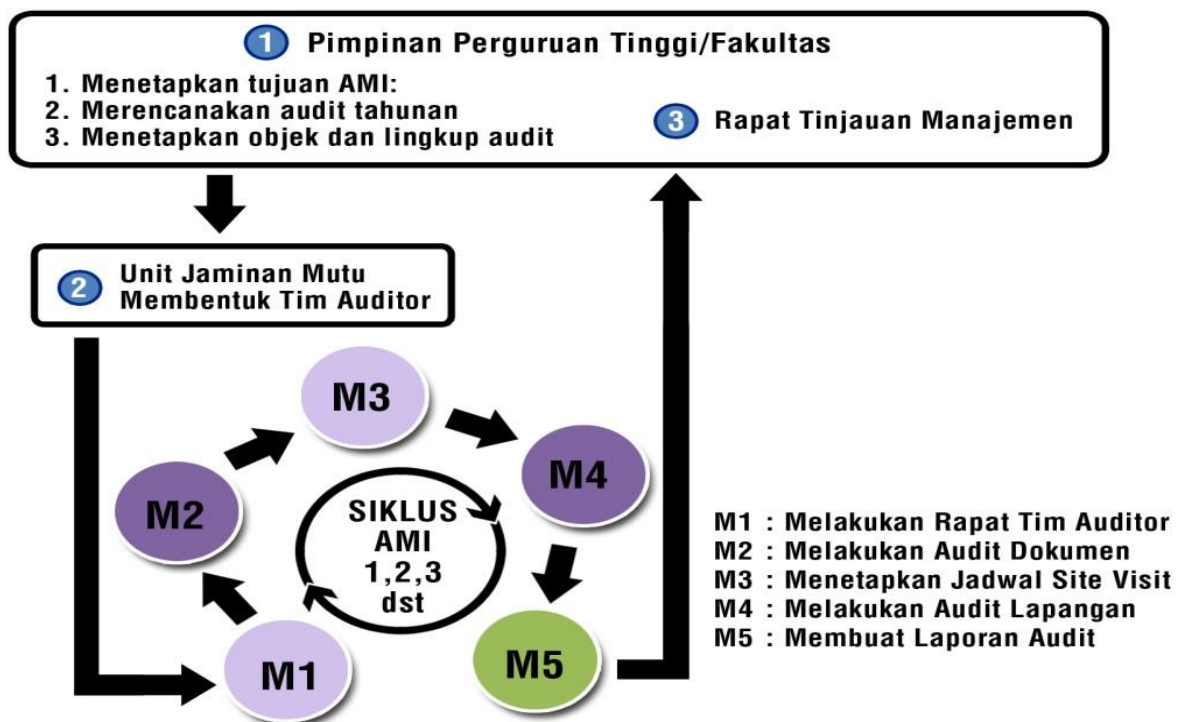 1 Pimpinan Perguruan Tinggi/Fakultas
1. Menetapkan tujuan AMI:
2. Merencanakan audit tahunan
3. Menetapkan objek dan lingkup audit
3 Rapat Tinjauan Manajemen
2 Unit Jaminan Mutu
Membentuk Tim Auditor
M3
M4
M2
SIKLUS
AMI
1,2,3
dst
M1
M5
M1 : Melakukan Rapat Tim Auditor
M2 : Melakukan Audit Dokumen
M3 : Menetapkan Jadwal Site Visit
M4 : Melakukan Audit Lapangan
M5 : Membuat Laporan Audit